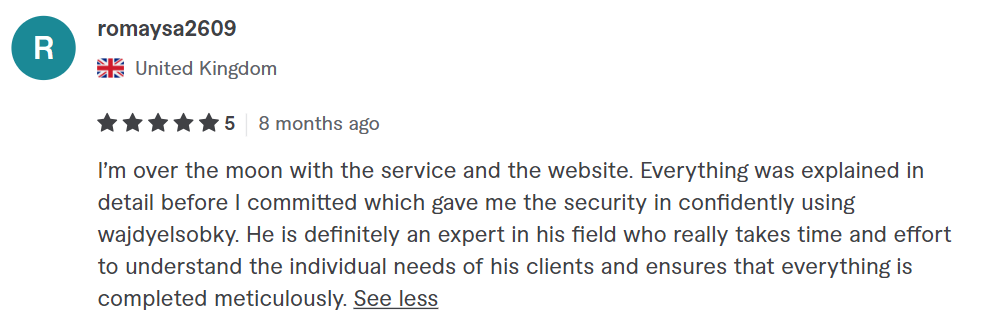 R
romaysa2609
United Kingdom
5
8 months ago
I'm over the moon with the service and the website. Everything was explained in
detail before I committed which gave me the security in confidently using
wajdyelsobky. He is definitely an expert in his field who really takes time and effort
to understand the individual needs of his clients and ensures that everything is
completed meticulously. See less